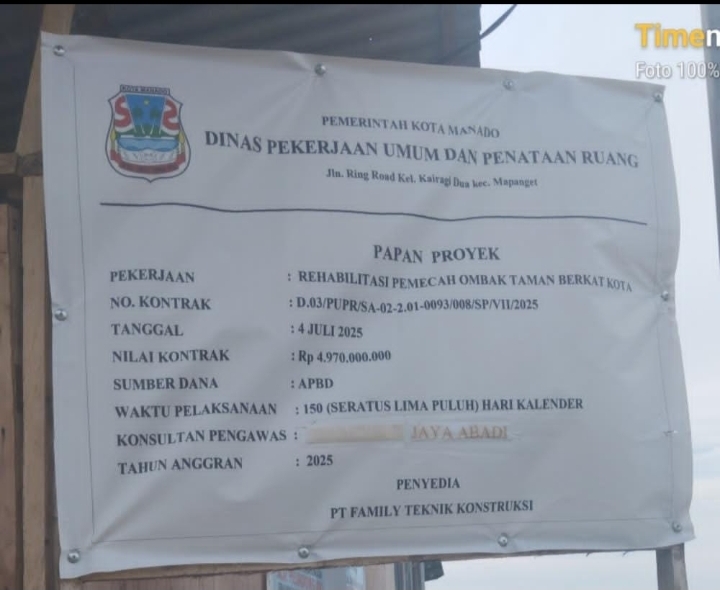 Timen
Foto 100%
PEMERINTAH KOTA MANADO
DINAS PEKERJAAN UMUM DAN PENATAAN RUANG
Jln. Ring Road Kel. Kairagi Dua kec. Mapanget
PAPAN PROYEK
PEKERJAAN : REHABILITASI PEMECAH OMBAK TAMAN BERKAT KOTA
NO. KONTRAK : D.03/PUPR/SA-02-2.01-0093/008/SP/VII/2025
TANGGAL : 4 JULI 2025
NILAI KONTRAK : Rp 4.970.000.000
SUMBER DANA : APBD
WAKTU PELAKSANAAN : 150 (SERATUS LIMA PULUH) HARI KALENDER
KONSULTAN PENGAWAS : JAYA ABADI
TAHUN ANGGRAN : 2025
PENYEDIA
PT FAMILY TEKNIK KONSTRUKSI